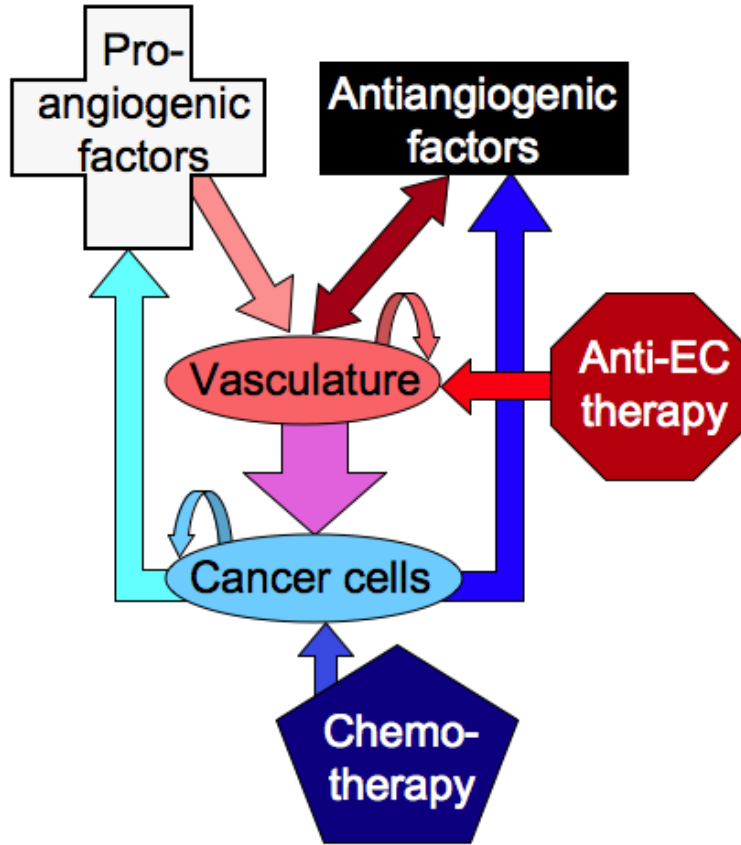 Pro-
angiogenic
factors
Antiangiogenic
factors
Vasculature
Anti-EC
therapy
Cancer cells
Chemo-
therapy